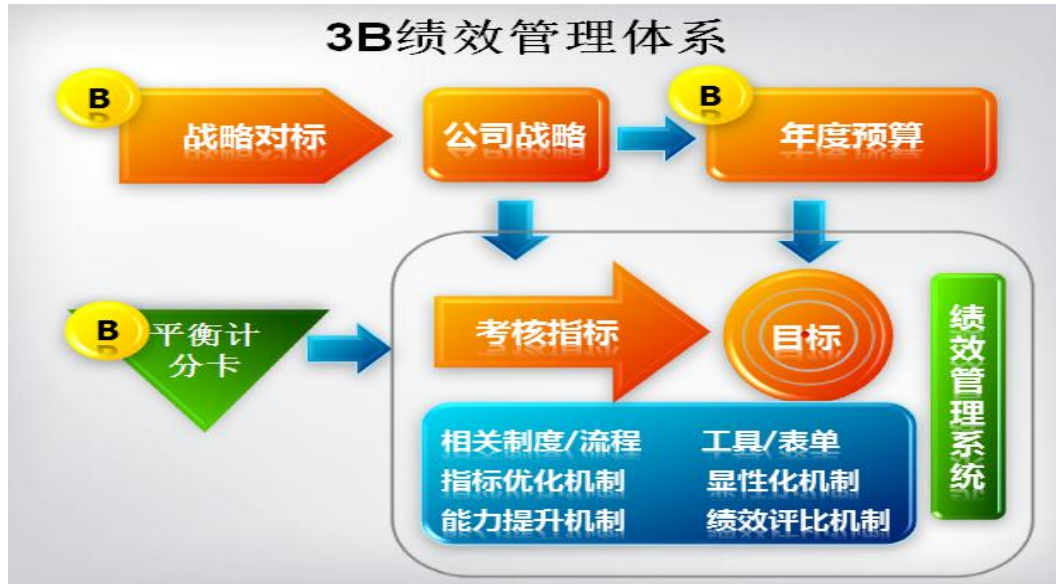 3B绩效管理体系
B
战略对标
公司战略
B
年度预算
B
平衡计
分卡
考核指标
目标
相关制度/流程
工具/表单
指标优化机制
显性化机制
能力提升机制
绩效评比机制
绩效管理系统